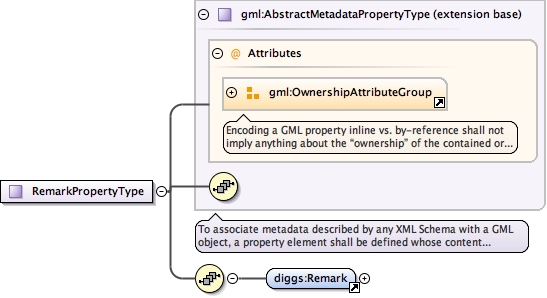 gml:AbstractMetadataPropertyType (extension base)
@ Attributes
gml:OwnershipAttributeGroup
Encoding a GML property inline vs. by-reference shall not
imply anything about the “ownership” of the contained or...
RemarkPropertyType
To associate metadata described by any XML Schema with a GML
object, a property element shall be defined whose content...
diggs:Remark